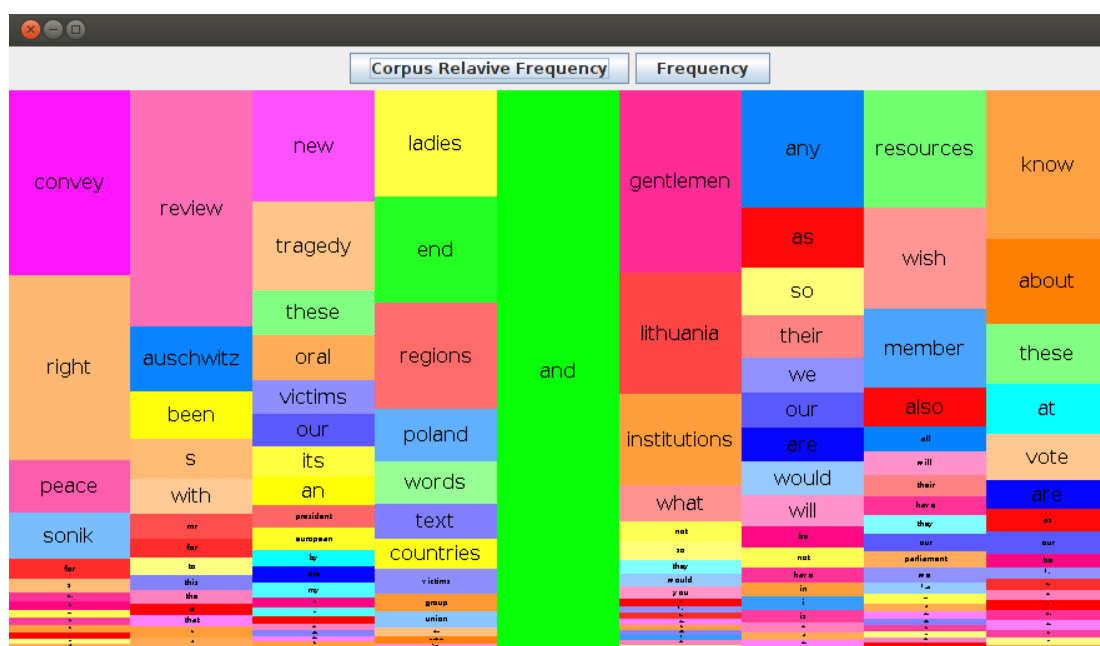 Corpus Relavive Frequency
Frequency
convey
right
peace
sonik
for
s
review
auschwitz
been
s
with
mr
for
to
this
the
a
that
new
tragedy
these
oral
victims
our
its
an
president
european
by
are
my
ladies
end
regions
poland
words
text
countries
victims
group
union
and
gentlemen
lithuania
institutions
what
not
so
they
would
you
any
as
so
their
we
our
are
would
will
be
not
have
in
i
is
resources
wish
member
also
all
will
their
have
they
our
parliament
we
know
about
these
at
vote
are
as
our
be